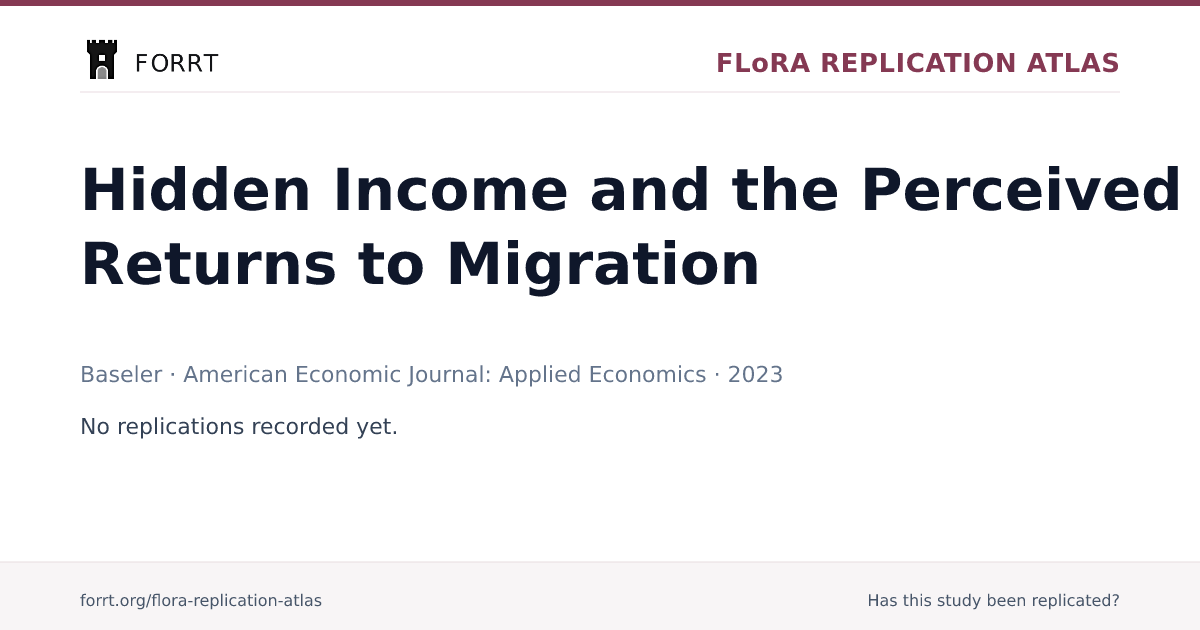 FORRT
FLoRA REPLICATION ATLAS
Hidden Income and the Perceived
Returns to Migration
Baseler · American Economic Journal: Applied Economics · 2023
No replications recorded yet.
forrt.org/flora-replication-atlas
Has this study been replicated?